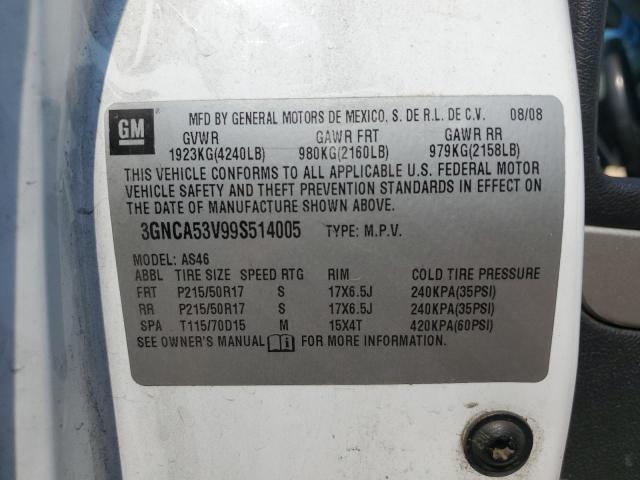 GM MFD BY GENERAL MOTORS DE MEXICO, S. DE R.L. DE C.V. 08/08
GVWR GAWR FRT GAWR RR
1923KG(4240LB) 980KG(2160LB) 979KG(2158LB)
THIS VEHICLE CONFORMS TO ALL APPLICABLE U.S. FEDERAL MOTOR
VEHICLE SAFETY AND THEFT PREVENTION STANDARDS IN EFFECT ON
THE DATE OF MANUFACTURE SHOWN ABOVE.
3GNCA53V99S514005 TYPE: M.P.V.
MODEL: AS46
ABBL TIRE SIZE SPEED RTG RIM COLD TIRE PRESSURE
FRT P215/50R17 S 17X6.5J 240KPA(35PSI)
RR P215/50R17 S 17X6.5J 240KPA(35PSI)
SPA T115/70D15 M 15X4T 420KPA(60PSI)
SEE OWNER'S MANUAL i FOR MORE INFORMATION.